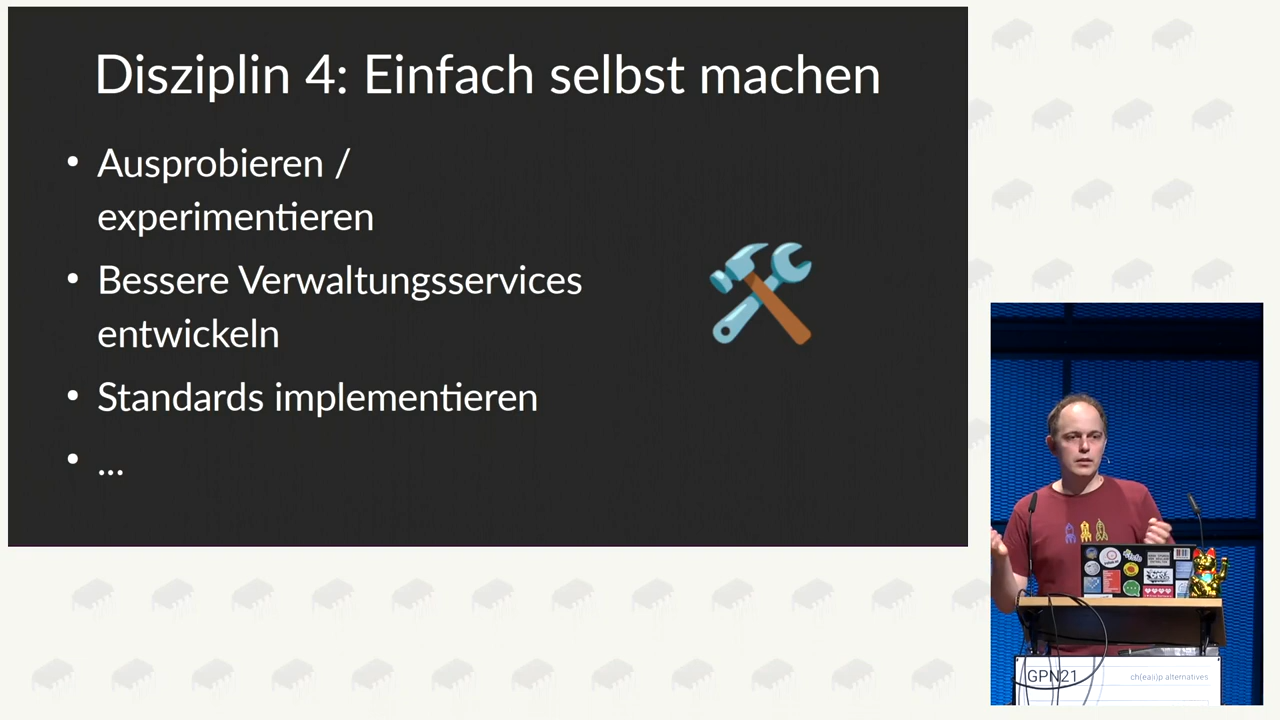 Disziplin 4: Einfach selbst machen
• Ausprobieren /
experimentieren
• Bessere Verwaltungsservices
entwickeln
• Standards implementieren
• ...
GPN21
ch(ea)i)p alternatives